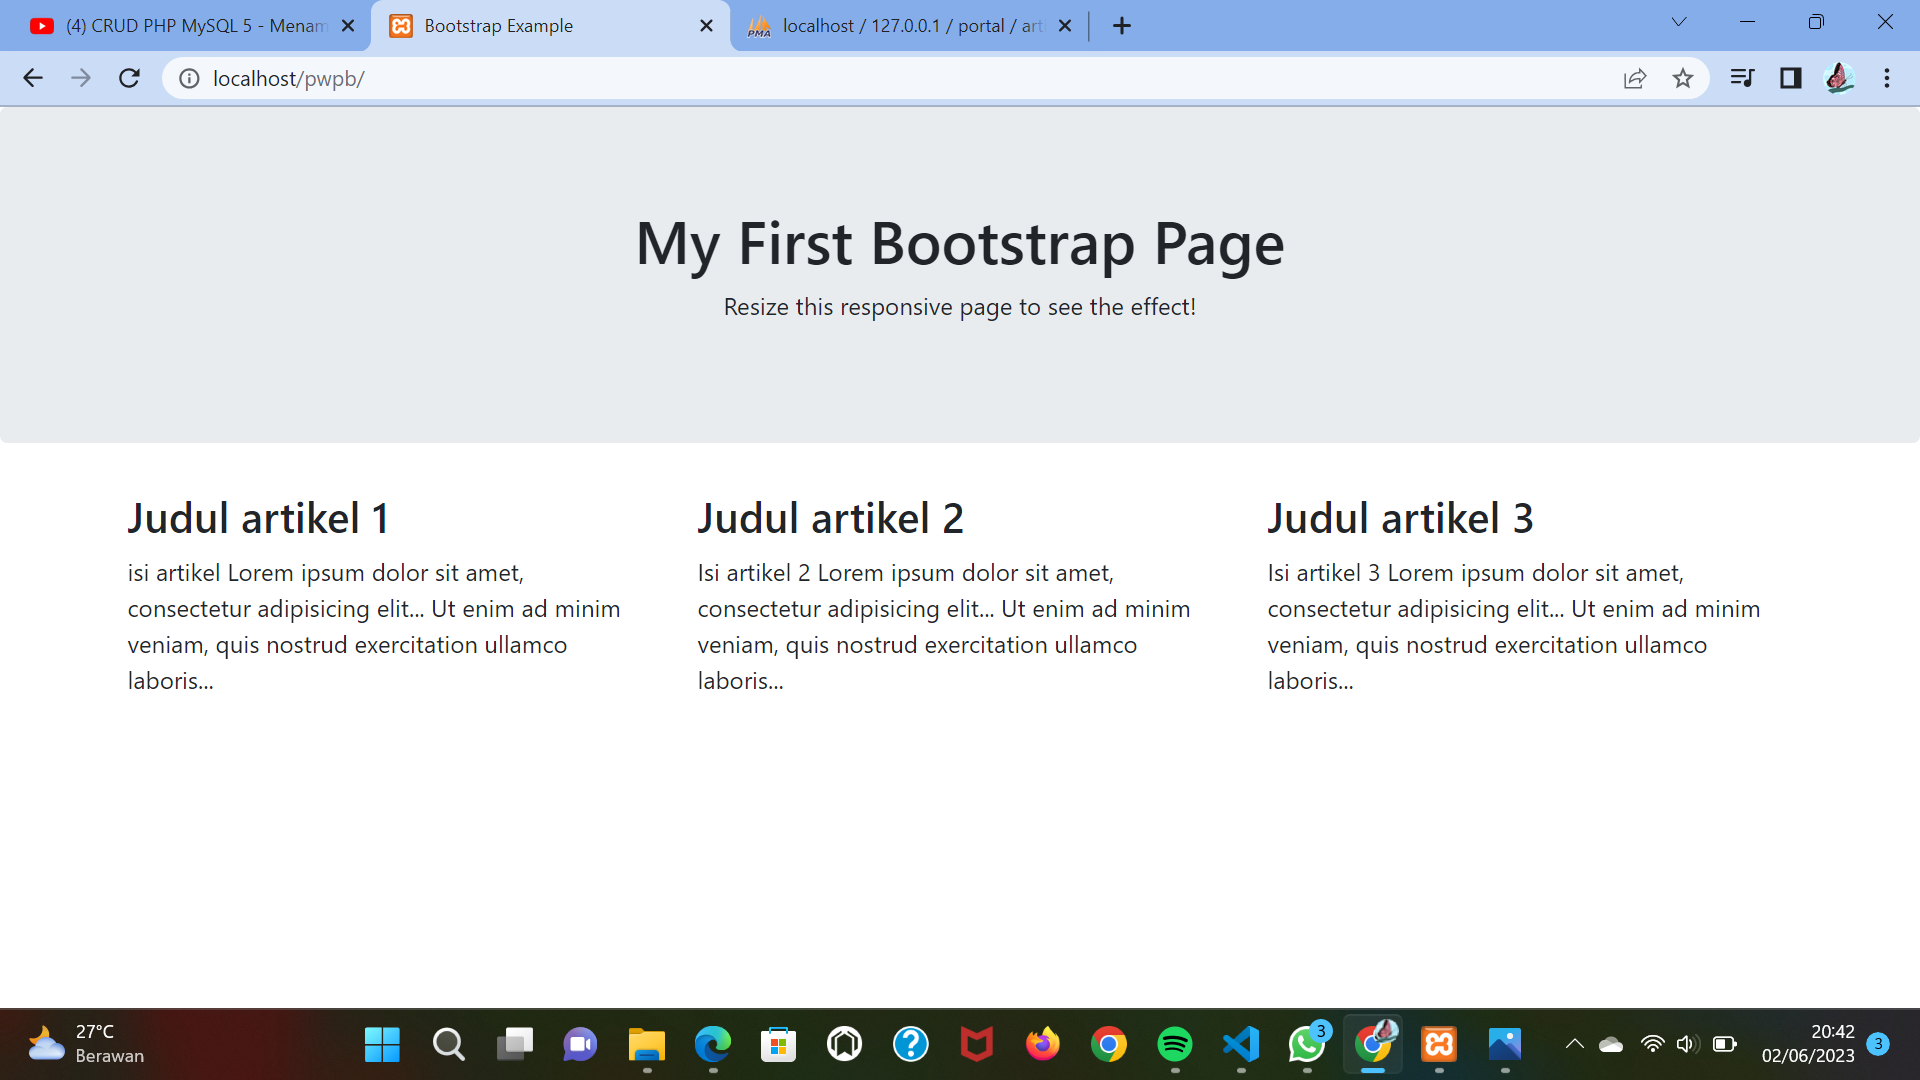 (4) CRUD PHP MySQL 5 - Menam
Bootstrap Example
localhost / 127.0.0.1 / portal / art
localhost/pwpb/
My First Bootstrap Page
Resize this responsive page to see the effect!
Judul artikel 1
isi artikel Lorem ipsum dolor sit amet,
consectetur adipisicing elit... Ut enim ad minim
veniam, quis nostrud exercitation ullamco
laboris...
Judul artikel 2
Isi artikel 2 Lorem ipsum dolor sit amet,
consectetur adipisicing elit... Ut enim ad minim
veniam, quis nostrud exercitation ullamco
laboris...
Judul artikel 3
Isi artikel 3 Lorem ipsum dolor sit amet,
consectetur adipisicing elit... Ut enim ad minim
veniam, quis nostrud exercitation ullamco
laboris...
27°C
Berawan
3
20:42
02/06/2023
3